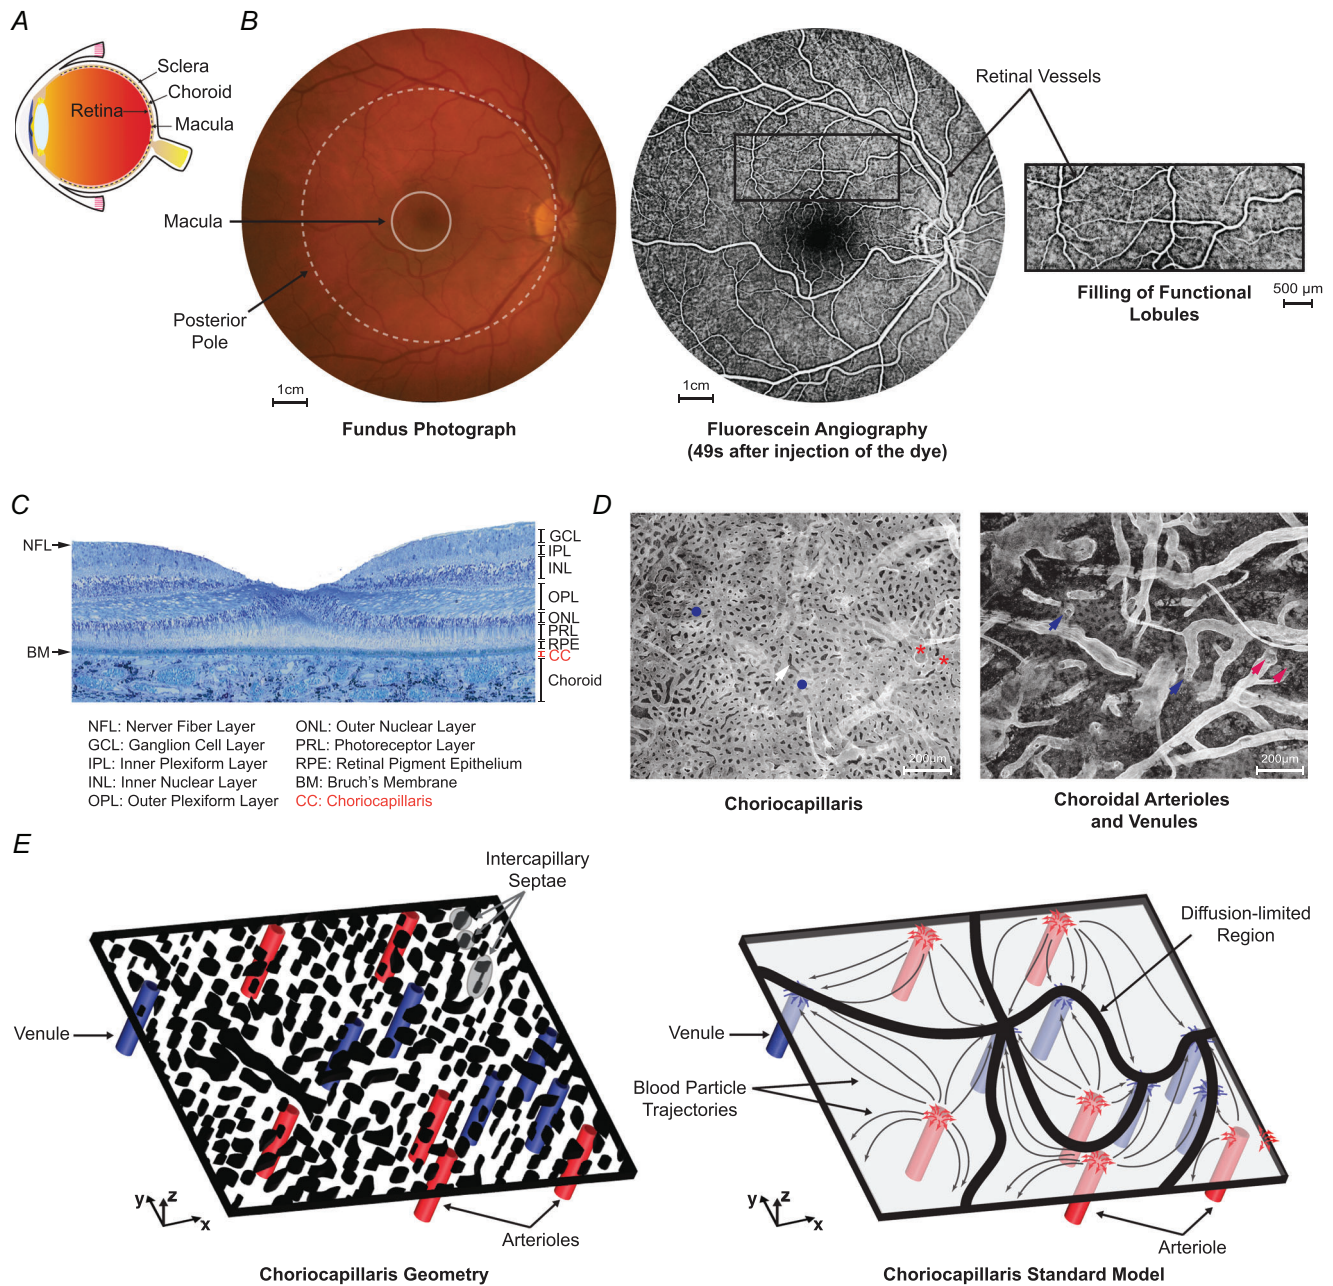 A
Sclera
Choroid
Retina
Macula
B
Macula
Posterior
Pole
1cm
Fundus Photograph
Retinal Vessels
1cm
Fluorescein Angiography
(49s after injection of the dye)
Filling of Functional
Lobules
500 µm
C
NFL
BM
GCL
IPL
INL
OPL
ONL
PRL
RPE
CC
Choroid
NFL: Nerver Fiber Layer
GCL: Ganglion Cell Layer
IPL: Inner Plexiform Layer
INL: Inner Nuclear Layer
OPL: Outer Plexiform Layer
ONL: Outer Nuclear Layer
PRL: Photoreceptor Layer
RPE: Retinal Pigment Epithelium
BM: Bruch's Membrane
CC: Choriocapillaris
D
200µm
Choriocapillaris
200µm
Choroidal Arterioles
and Venules
E
Intercapillary
Septae
Venule
y z x
Arterioles
Choriocapillaris Geometry
Diffusion-limited
Region
Venule
Blood Particle
Trajectories
y z x
Arteriole
Choriocapillaris Standard Model